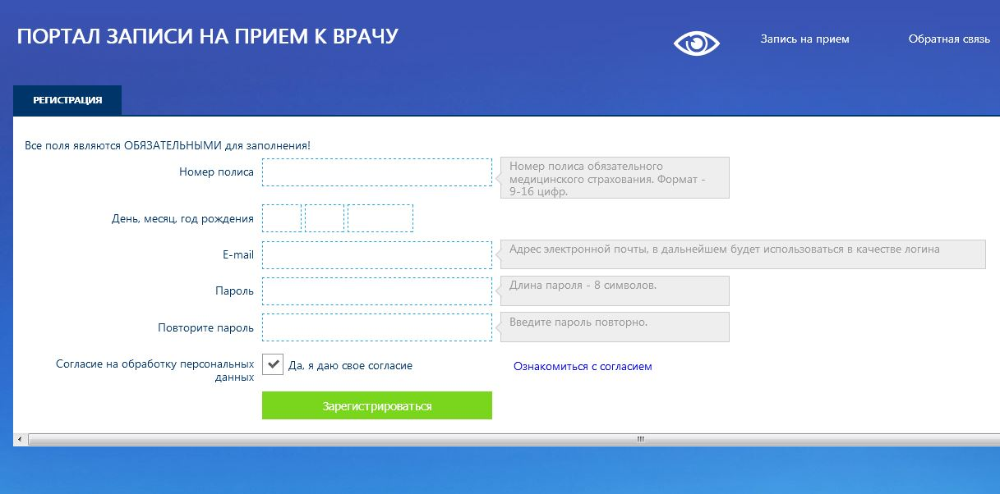 ПОРТАЛ ЗАПИСИ НА ПРИЕМ К ВРАЧУ
Запись на прием
Обратная связь
РЕГИСТРАЦИЯ
Все поля являются ОБЯЗАТЕЛЬНЫМИ для заполнения!
Номер полиса
Номер полиса обязательного
медицинского страхования. Формат -
9-16 цифр.
День, месяц, год рождения
E-mail
Адрес электронной почты, в дальнейшем будет использоваться в качестве логина
Пароль
Длина пароля - 8 символов.
Повторите пароль
Введите пароль повторно.
Согласие на обработку персональных
данных
Да, я даю свое согласие
Ознакомиться с согласием
Зарегистрироваться